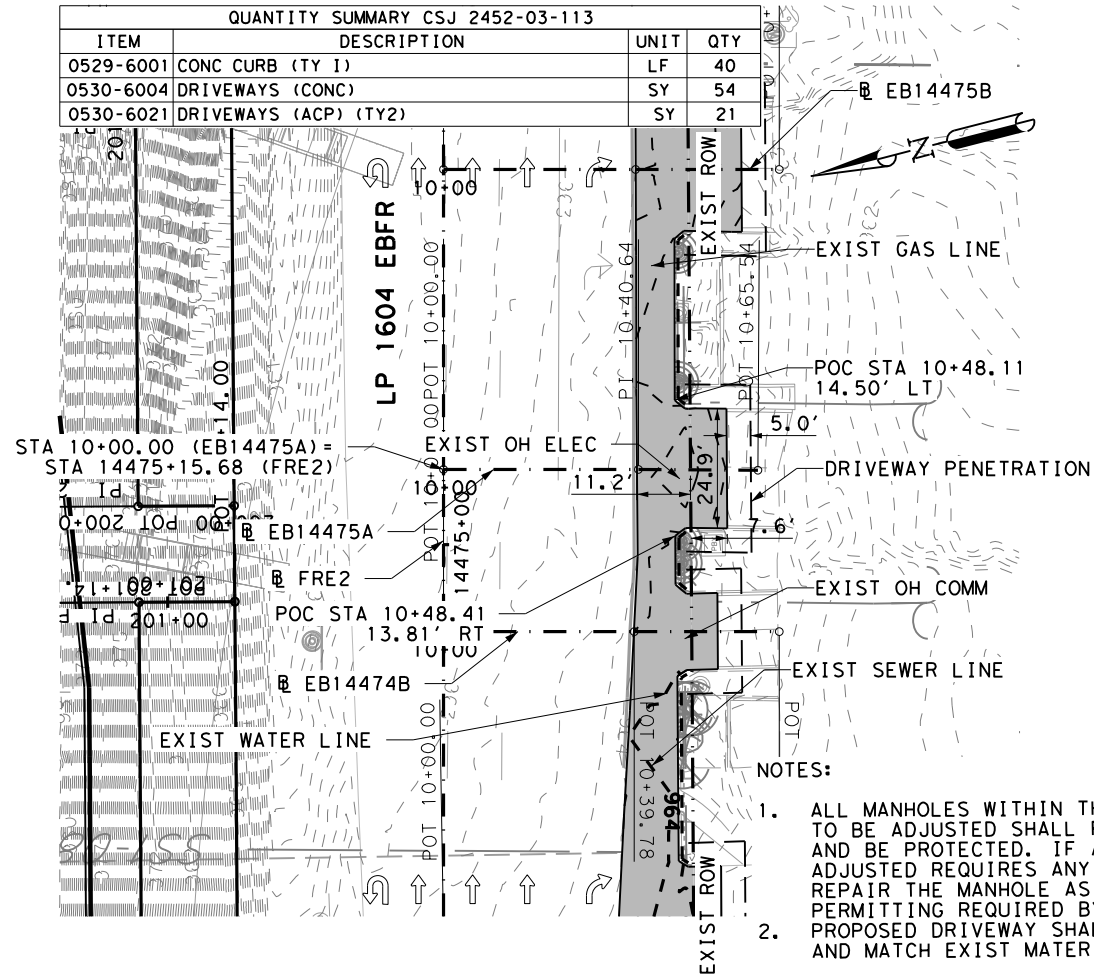 QUANTITY SUMMARY CSJ 2452-03-113
ITEM DESCRIPTION UNIT QTY
0529-6001 CONC CURB (TY I) LF 40
0530-6004 DRIVEWAYS (CONC) SY 54
0530-6021 DRIVEWAYS (ACP) (TY2) SY 21
℄ EB14475B
N
10+00
EXIST ROW
EXIST GAS LINE
LP 1604 EBFR
POT 10+00.00
PI 10+40.64
POT 10+65.54
POC STA 10+48.11
14.50' LT
+14.00
5.0'
STA 10+00.00 (EB14475A)=
STA 14475+15.68 (FRE2)
EXIST OH ELEC
24.9'
DRIVEWAY PENETRATION
10+00
11.2'
7.6'
℄ EB14475A
14475+00
℄ FRE2
EXIST OH COMM
POC STA 10+48.41
13.81' RT
10+00
201+00
℄ EB14474B
EXIST SEWER LINE
EXIST WATER LINE
POT 10+00.00
POT 10+39.78
POT
964
EXIST ROW
NOTES:
1. ALL MANHOLES WITHIN TH
TO BE ADJUSTED SHALL
AND BE PROTECTED. IF A
ADJUSTED REQUIRES ANY
REPAIR THE MANHOLE AS
PERMITTING REQUIRED BY
2. PROPOSED DRIVEWAY SHA
AND MATCH EXIST MATER